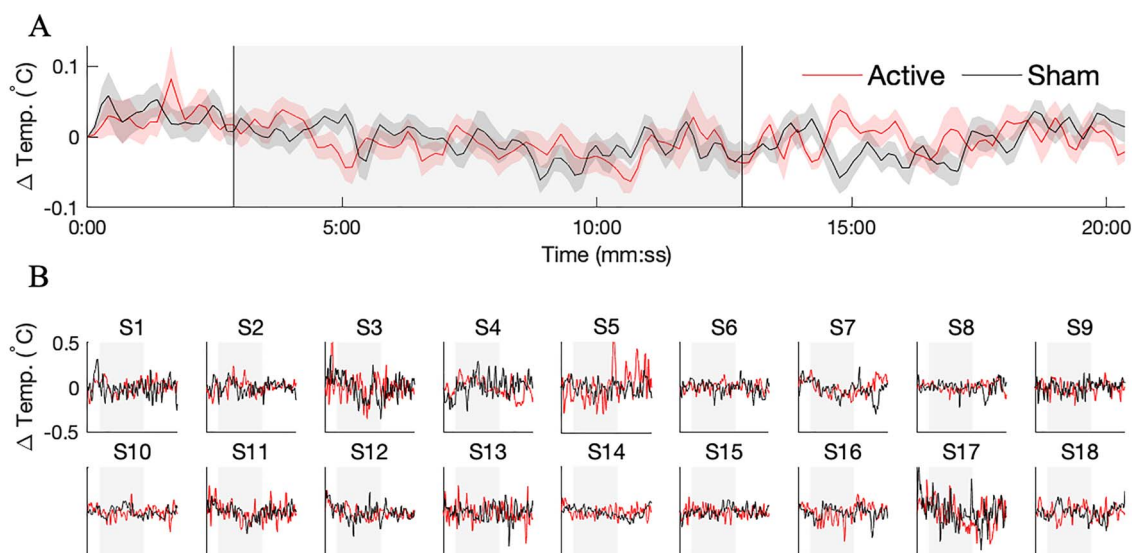 A
Δ Temp. (˚C)
0.1
0
-0.1
Active
Sham
0:00
5:00
10:00
15:00
20:00
Time (mm:ss)
B
Δ Temp. (˚C)
0.5
0
-0.5
S1 S2 S3 S4 S5 S6 S7 S8 S9
S10 S11 S12 S13 S14 S15 S16 S17 S18